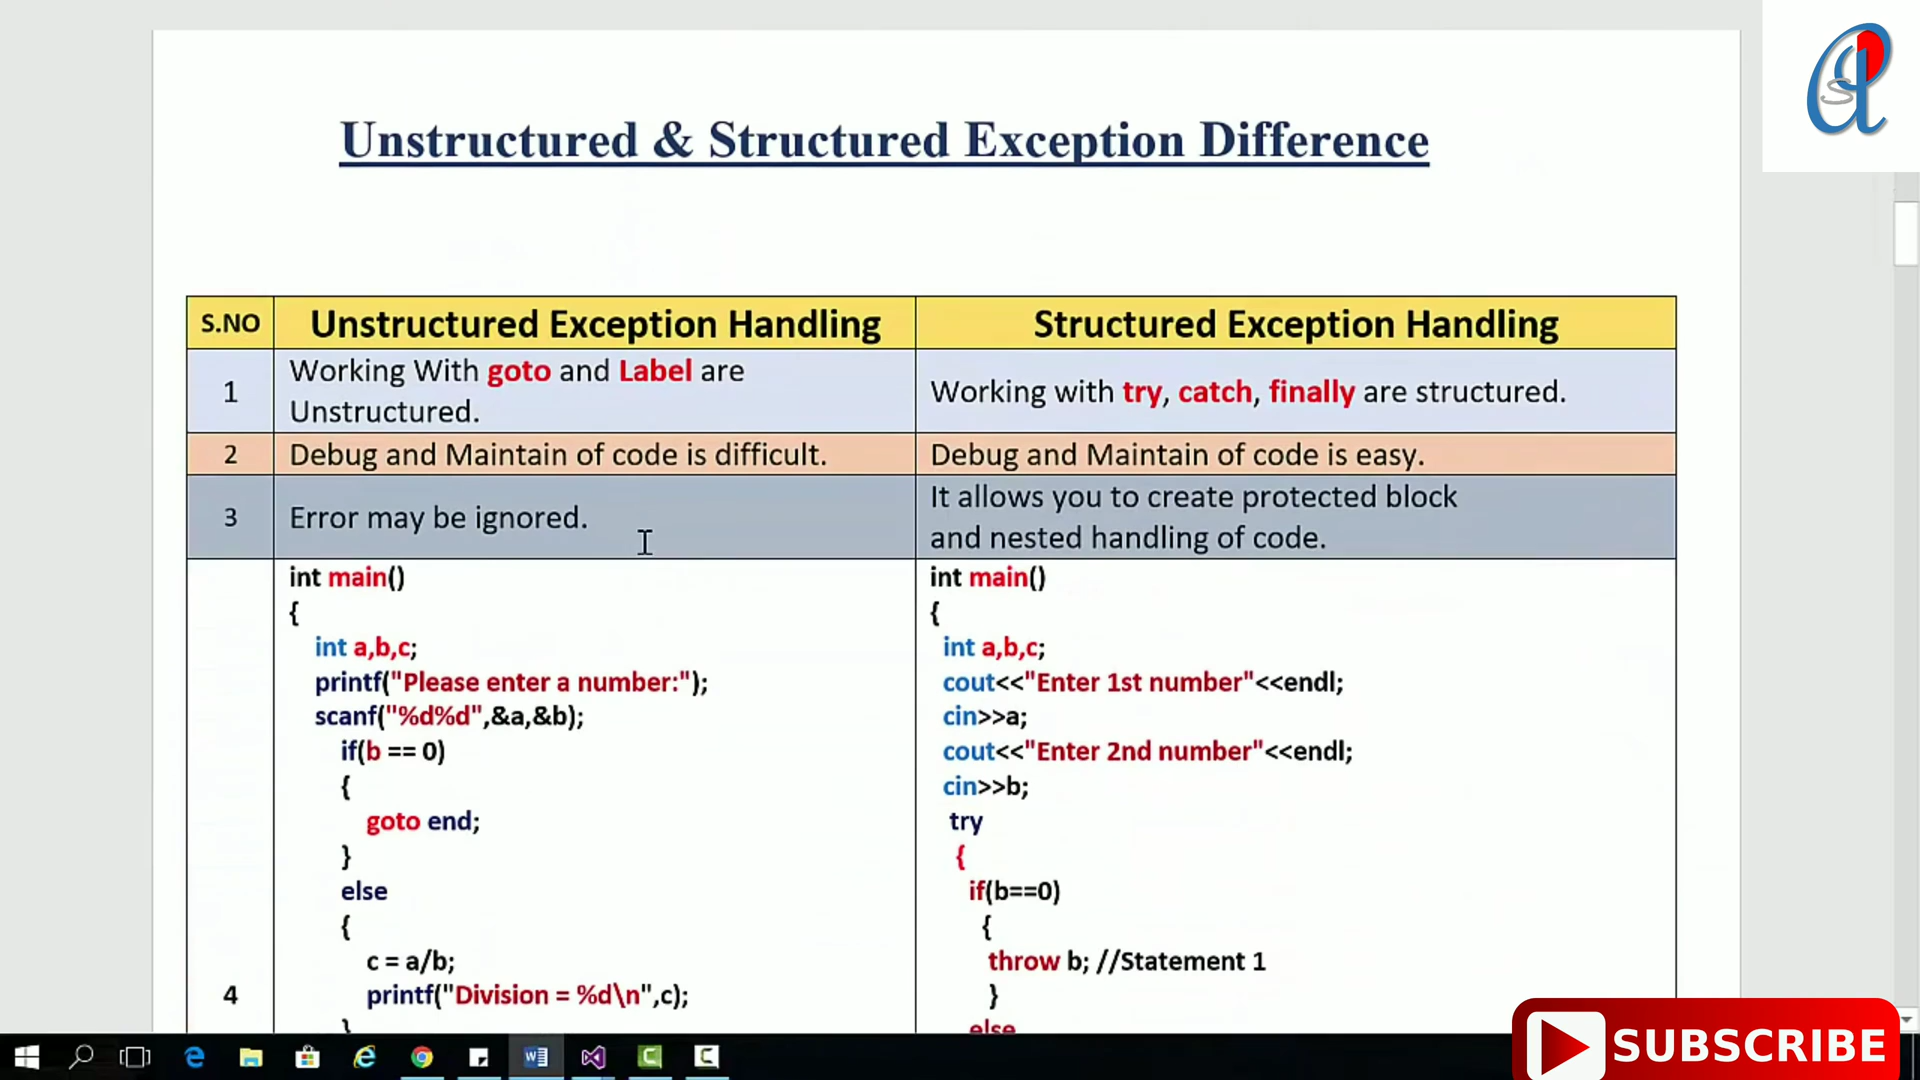 Unstructured & Structured Exception Difference
S.NO
Unstructured Exception Handling
Structured Exception Handling
1
Working With goto and Label are
Unstructured.
Working with try, catch, finally are structured.
2
Debug and Maintain of code is difficult.
Debug and Maintain of code is easy.
3
Error may be ignored.
It allows you to create protected block
and nested handling of code.
4
int main()
{
int a,b,c;
printf("Please enter a number:");
scanf("%d%d",&a,&b);
if(b == 0)
{
goto end;
}
else
{
c = a/b;
printf("Division = %d\n",c);
}
int main()
{
int a,b,c;
cout<<"Enter 1st number"<<endl;
cin>>a;
cout<<"Enter 2nd number"<<endl;
cin>>b;
try
{
if(b==0)
{
throw b; //Statement 1
}
else
SUBSCRIBE